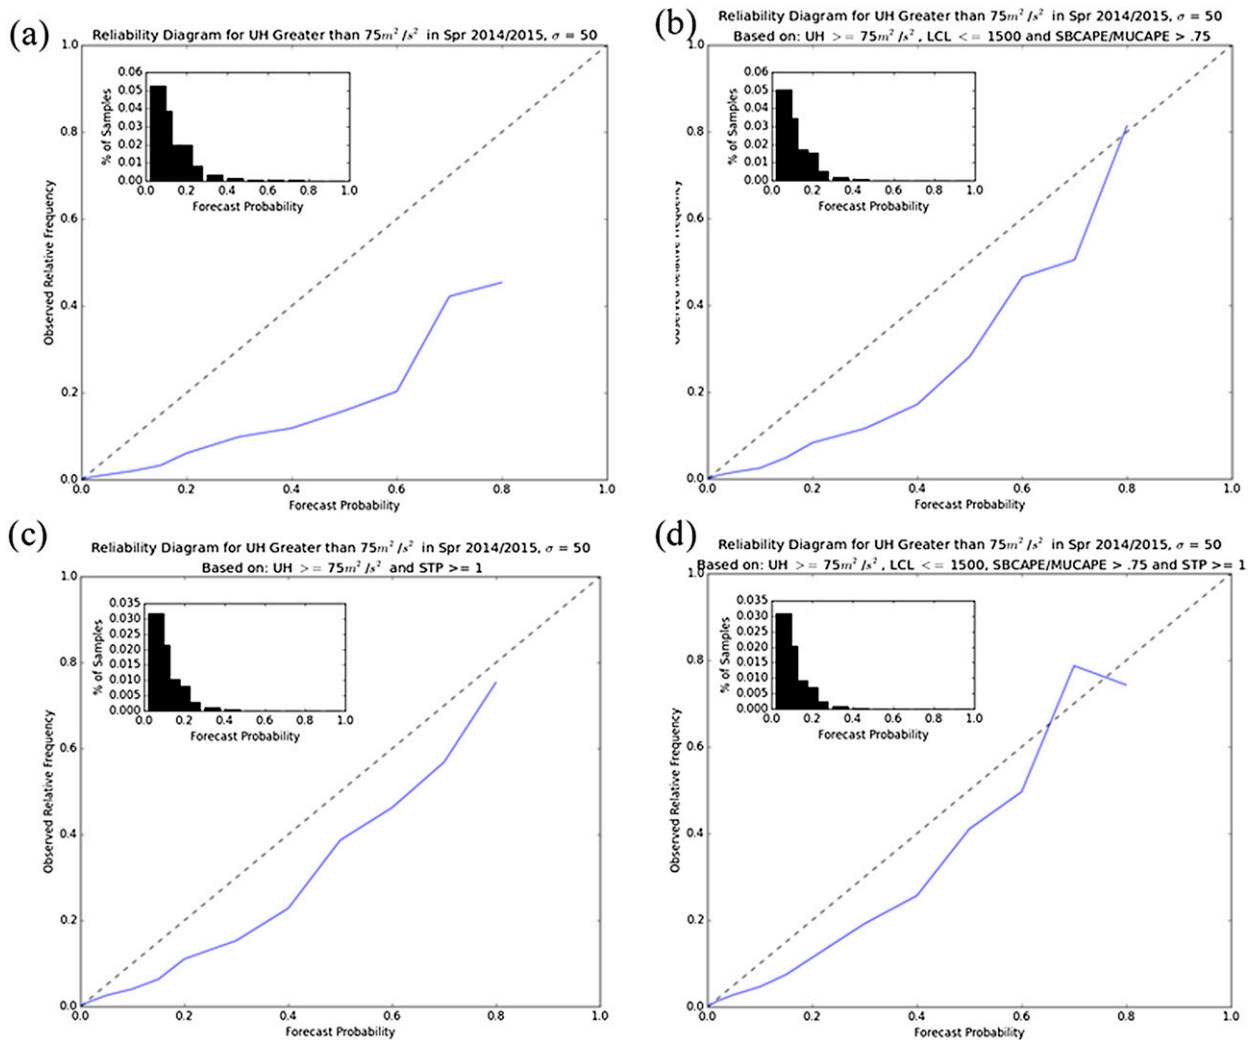 (a)
Reliability Diagram for UH Greater than 75m²/s² in Spr 2014/2015, σ = 50
1.0
0.8
0.6
0.4
0.2
0.0
Observed Relative Frequency
0.06
0.05
0.04
0.03
0.02
0.01
0.00
% of Samples
0.0 0.2 0.4 0.6 0.8 1.0
Forecast Probability
0.0 0.2 0.4 0.6 0.8 1.0
Forecast Probability
(b)
Reliability Diagram for UH Greater than 75m²/s² in Spr 2014/2015, σ = 50
Based on: UH >= 75m²/s², LCL <= 1500 and SBCAPE/MUCAPE > .75
1.0
0.8
0.6
0.4
0.2
0.0
Observed Relative Frequency
0.06
0.05
0.04
0.03
0.02
0.01
0.00
% of Samples
0.0 0.2 0.4 0.6 0.8 1.0
Forecast Probability
0.0 0.2 0.4 0.6 0.8 1.0
Forecast Probability
(c)
Reliability Diagram for UH Greater than 75m²/s² in Spr 2014/2015, σ = 50
Based on: UH >= 75m²/s² and STP >= 1
1.0
0.8
0.6
0.4
0.2
0.0
Observed Relative Frequency
0.035
0.030
0.025
0.020
0.015
0.010
0.005
0.000
% of Samples
0.0 0.2 0.4 0.6 0.8 1.0
Forecast Probability
0.0 0.2 0.4 0.6 0.8 1.0
Forecast Probability
(d)
Reliability Diagram for UH Greater than 75m²/s² in Spr 2014/2015, σ = 50
Based on: UH >= 75m²/s², LCL <= 1500, SBCAPE/MUCAPE > .75 and STP >= 1
1.0
0.8
0.6
0.4
0.2
0.0
Observed Relative Frequency
0.035
0.030
0.025
0.020
0.015
0.010
0.005
0.000
% of Samples
0.0 0.2 0.4 0.6 0.8 1.0
Forecast Probability
0.0 0.2 0.4 0.6 0.8 1.0
Forecast Probability